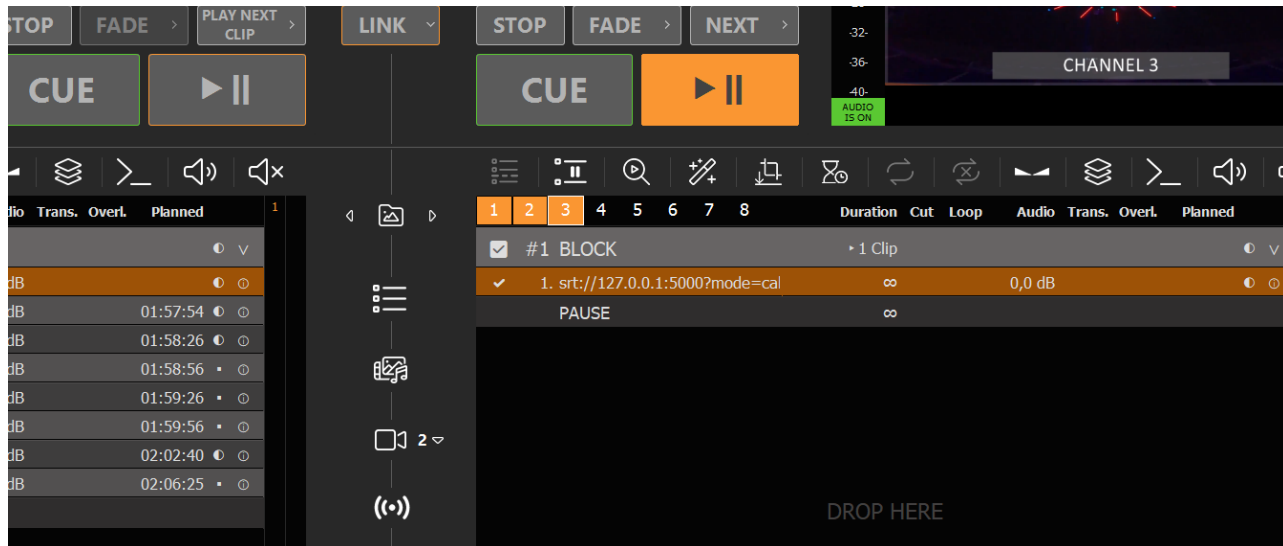 STOP FADE > PLAY NEXT CLIP > LINK STOP FADE > NEXT >
-32-
-36-
CHANNEL 3
-40-
CUE CUE
AUDIO IS ON
Trans. Overl. Planned 1
1 2 3 4 5 6 7 8 Duration Cut Loop Audio Trans. Overl. Planned
#1 BLOCK 1 Clip
dB
1. srt://127.0.0.1:5000?mode=cal ∞ 0,0 dB
dB 01:57:54
PAUSE ∞
dB 01:58:26
dB 01:58:56
dB 01:59:26
dB 01:59:56
2
dB 02:02:40
dB 02:06:25
DROP HERE